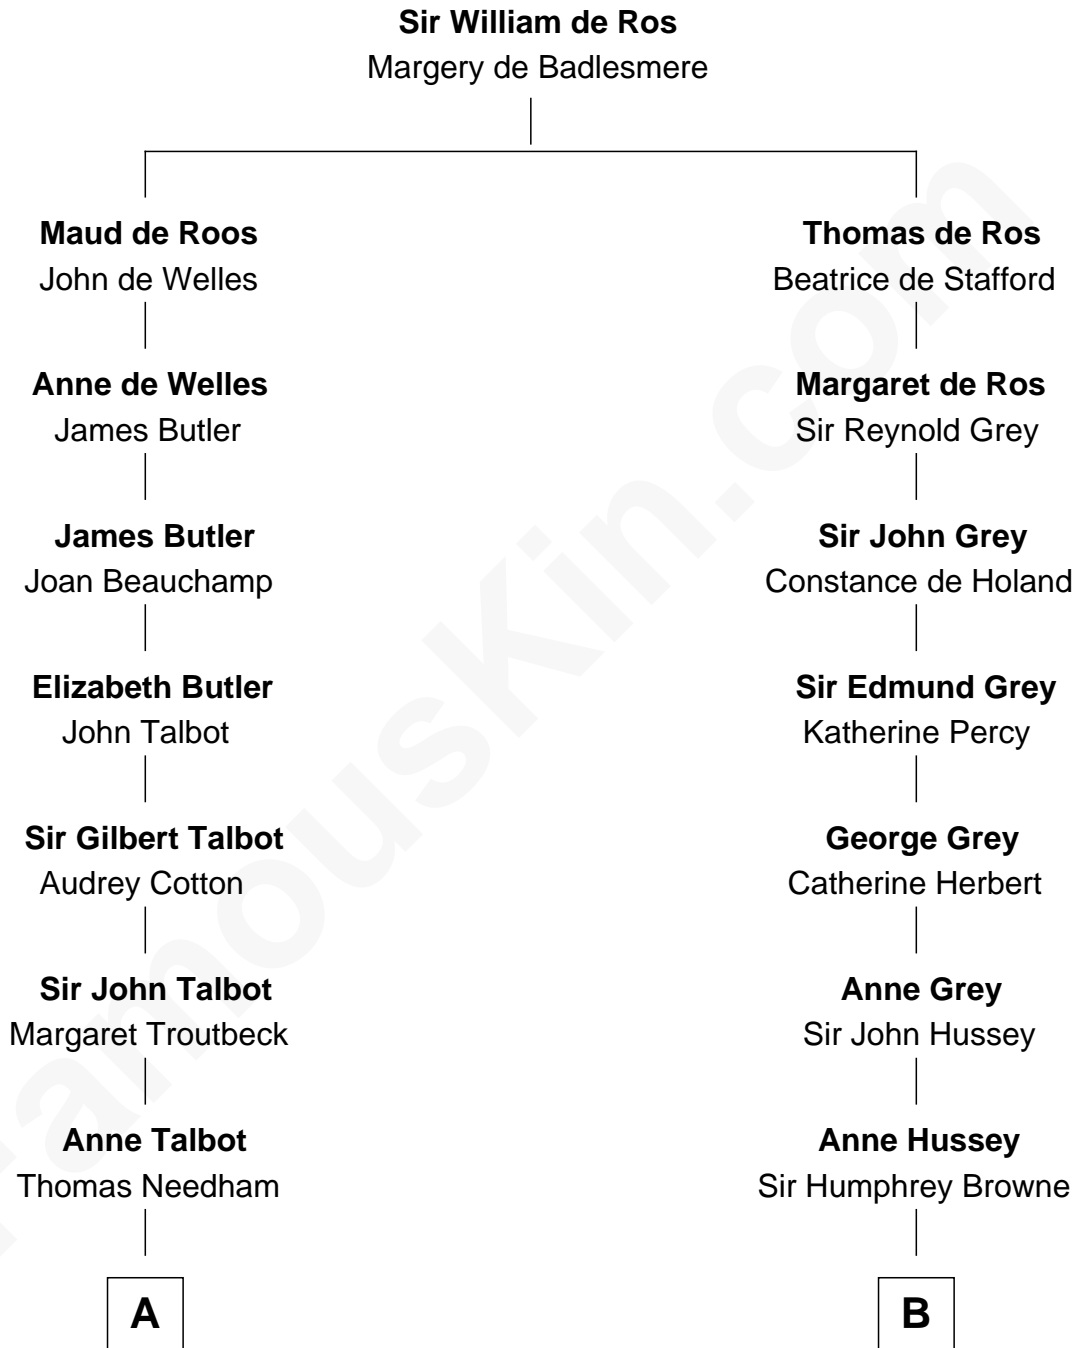 Sir William de Ros
Margery de Badlesmere
Maud de Roos
John de Welles
Thomas de Ros
Beatrice de Stafford
Anne de Welles
James Butler
Margaret de Ros
Sir Reynold Grey
James Butler
Joan Beauchamp
Sir John Grey
Constance de Holand
Elizabeth Butler
John Talbot
Sir Edmund Grey
Katherine Percy
Sir Gilbert Talbot
Audrey Cotton
George Grey
Catherine Herbert
Sir John Talbot
Margaret Troutbeck
Anne Grey
Sir John Hussey
Anne Talbot
Thomas Needham
Anne Hussey
Sir Humphrey Browne
A
B
FamousKin.com